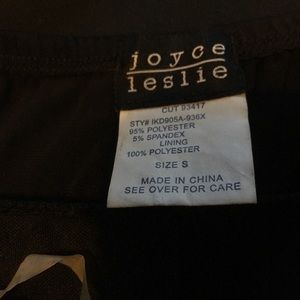 joyce
leslie
CUT 93417
STY# IKD905A-936X
95% POLYESTER
5% SPANDEX
LINING
100% POLYESTER
SIZE S
MADE IN CHINA
SEE OVER FOR CARE